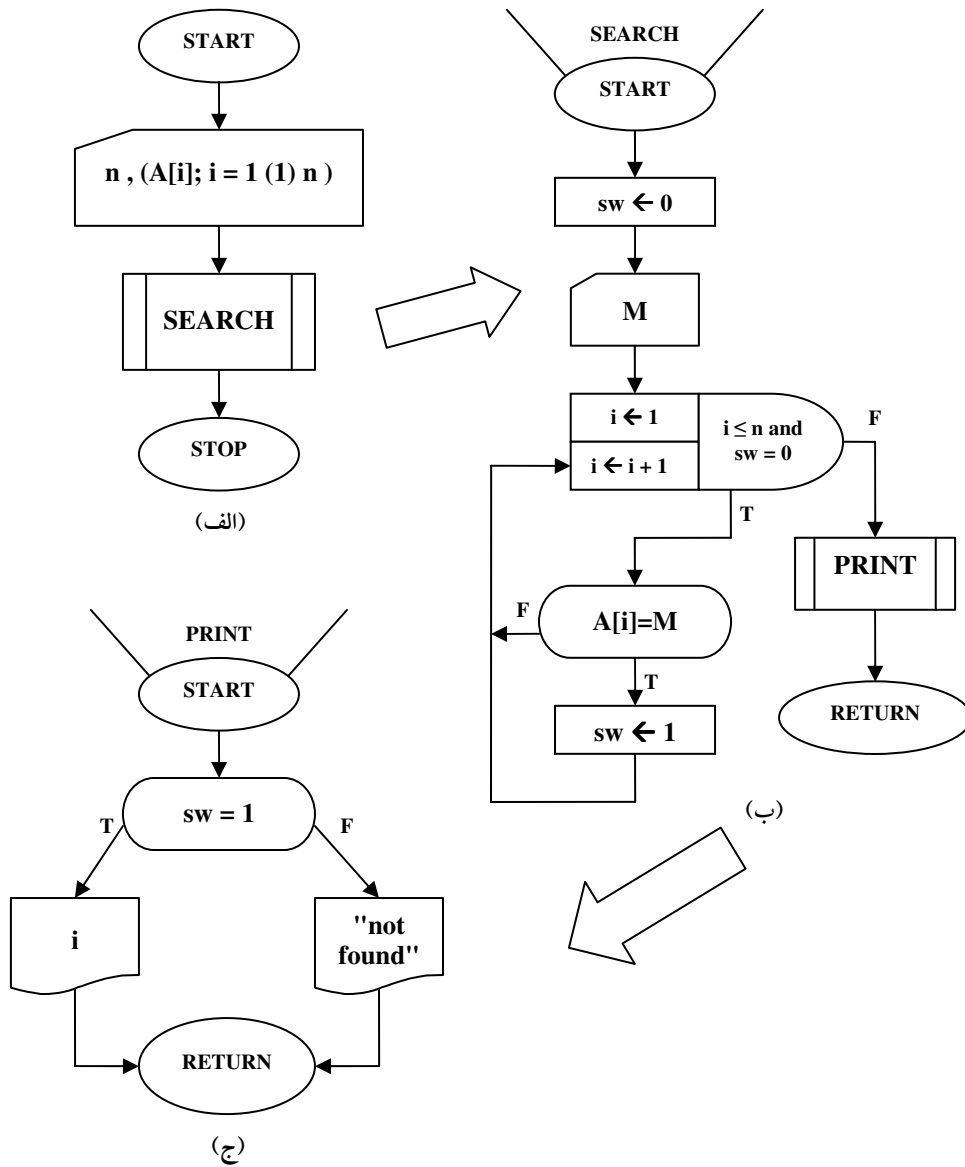 START
n , (A[i]; i = 1 (1) n )
SEARCH
STOP
(الف)
SEARCH
START
sw ← 0
M
i ← 1
i ← i + 1
i ≤ n and
sw = 0
F
T
PRINT
RETURN
A[i]=M
F
T
sw ← 1
(ب)
PRINT
START
sw = 1
T
F
i
"not
found"
RETURN
(ج)